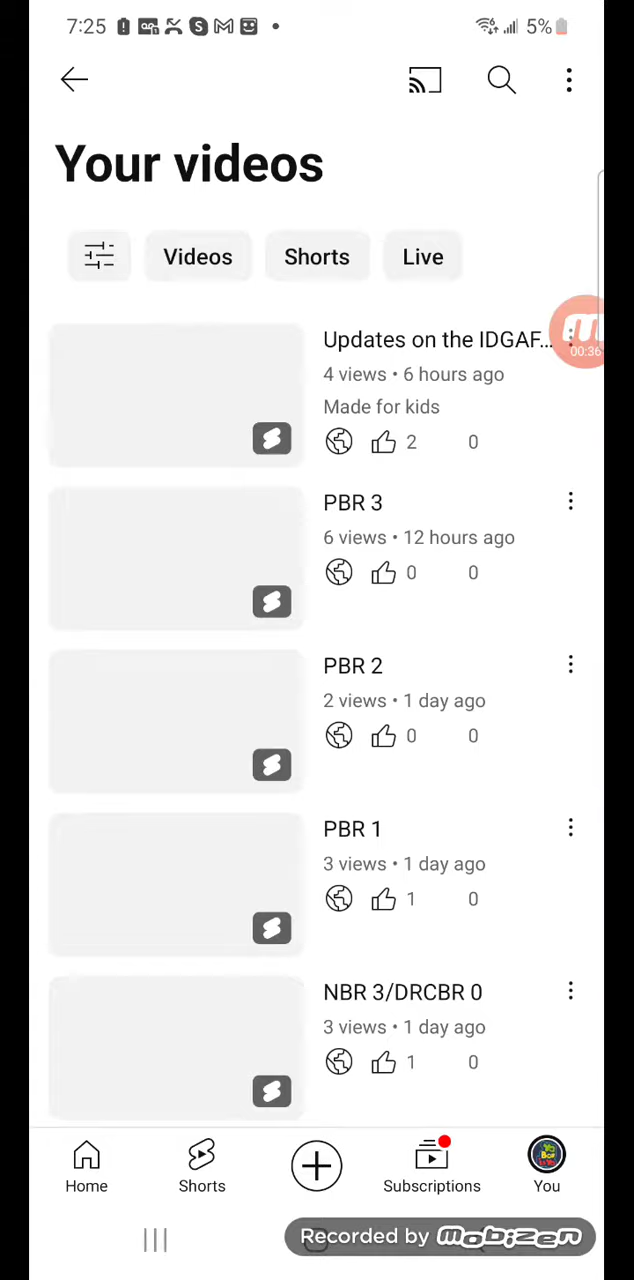 7:25 5%
Your videos
Videos Shorts Live
Updates on the IDGAF...
00:36
4 views • 6 hours ago
Made for kids
2 0
PBR 3
6 views • 12 hours ago
0 0
PBR 2
2 views • 1 day ago
0 0
PBR 1
3 views • 1 day ago
1 0
NBR 3/DRCBR 0
3 views • 1 day ago
1 0
Home Shorts Subscriptions You
Recorded by mobizen